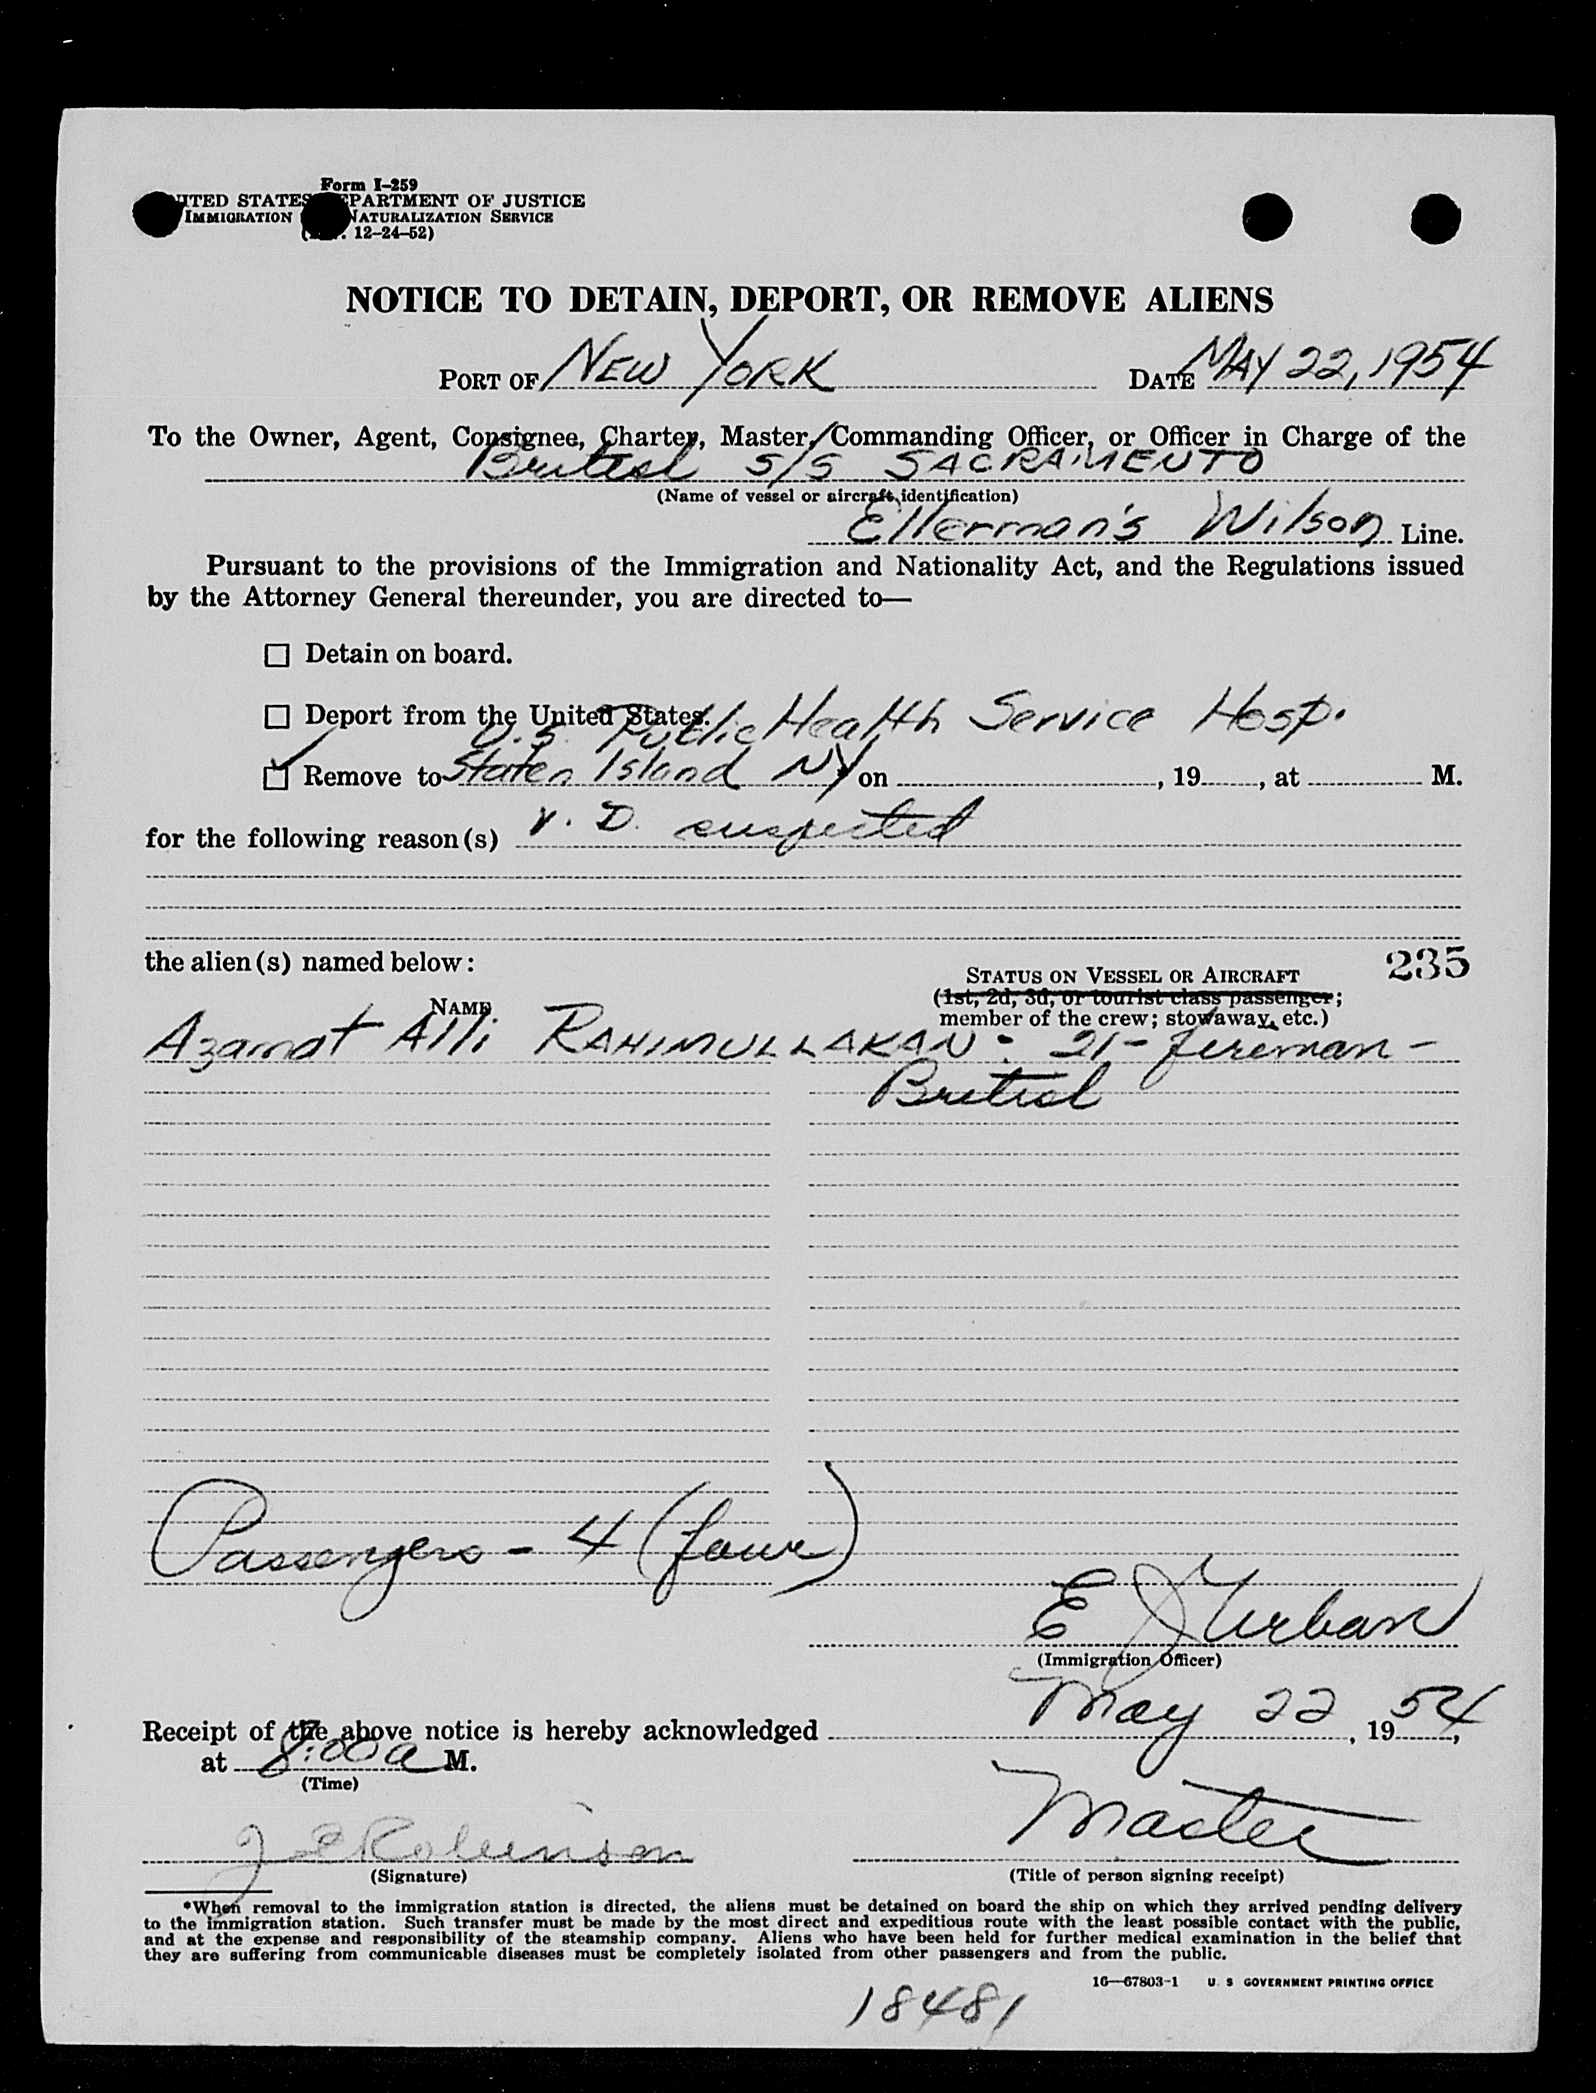 Form I-259
UNITED STATES DEPARTMENT OF JUSTICE
IMMIGRATION NATURALIZATION SERVICE
12-24-52)
NOTICE TO DETAIN, DEPORT, OR REMOVE ALIENS
PORT OF NEW YORK DATE MAY 22, 1954
To the Owner, Agent, Consignee, Charter, Master, Commanding Officer, or Officer in Charge of the
British S/S SACRAMENTO
(Name of vessel or aircraft identification)
Ellerman's Wilson Line.
Pursuant to the provisions of the Immigration and Nationality Act, and the Regulations issued
by the Attorney General thereunder, you are directed to—
☐ Detain on board.
☐ Deport from the United States.
U.S. Public Health Service Hosp.
☑ Remove to Staten Island NY on , 19 , at M.
for the following reason(s) V. D. suspected
the alien(s) named below:
235
STATUS ON VESSEL OR AIRCRAFT
(1st, 2d, 3d, or tourist class passenger;
NAME member of the crew; stowaway, etc.)
Azamat Alli RAHIMULLAKAN: 21- fireman -
British
Passengers - 4 (four)
E J Urban
(Immigration Officer)
Receipt of the above notice is hereby acknowledged May 22, 1954,
at 8:00 a M.
(Time)
J E Robinson Master
(Signature) (Title of person signing receipt)
*When removal to the immigration station is directed, the aliens must be detained on board the ship on which they arrived pending delivery
to the immigration station. Such transfer must be made by the most direct and expeditious route with the least possible contact with the public,
and at the expense and responsibility of the steamship company. Aliens who have been held for further medical examination in the belief that
they are suffering from communicable diseases must be completely isolated from other passengers and from the public.
16—67803-1 U. S GOVERNMENT PRINTING OFFICE
18481